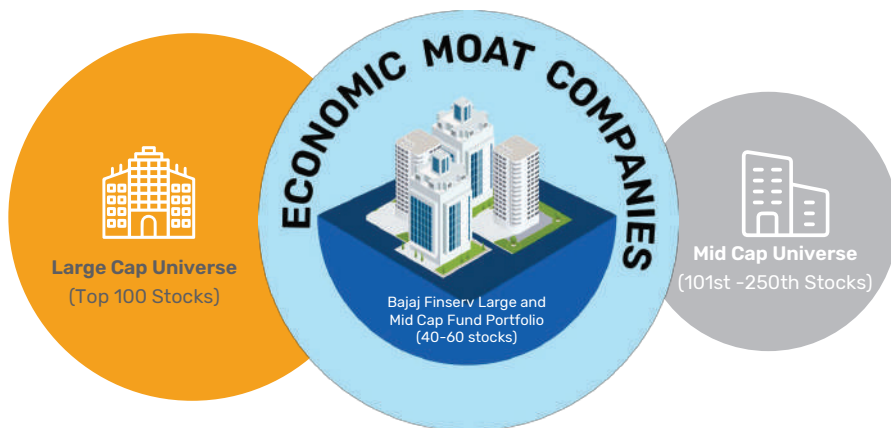 ECONOMIC MOAT COMPANIES
Large Cap Universe
(Top 100 Stocks)
Bajaj Finserv Large and
Mid Cap Fund Portfolio
(40-60 stocks)
Mid Cap Universe
(101st -250th Stocks)